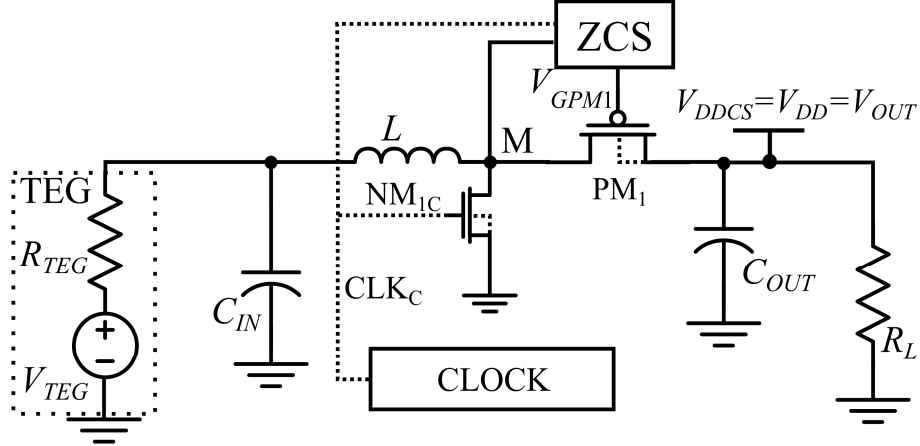 ZCS
V_GPM1
V_DDCS=V_DD=V_OUT
L
M
TEG
NM_1C
PM_1
R_TEG
C_IN
CLK_C
C_OUT
V_TEG
+
−
R_L
CLOCK